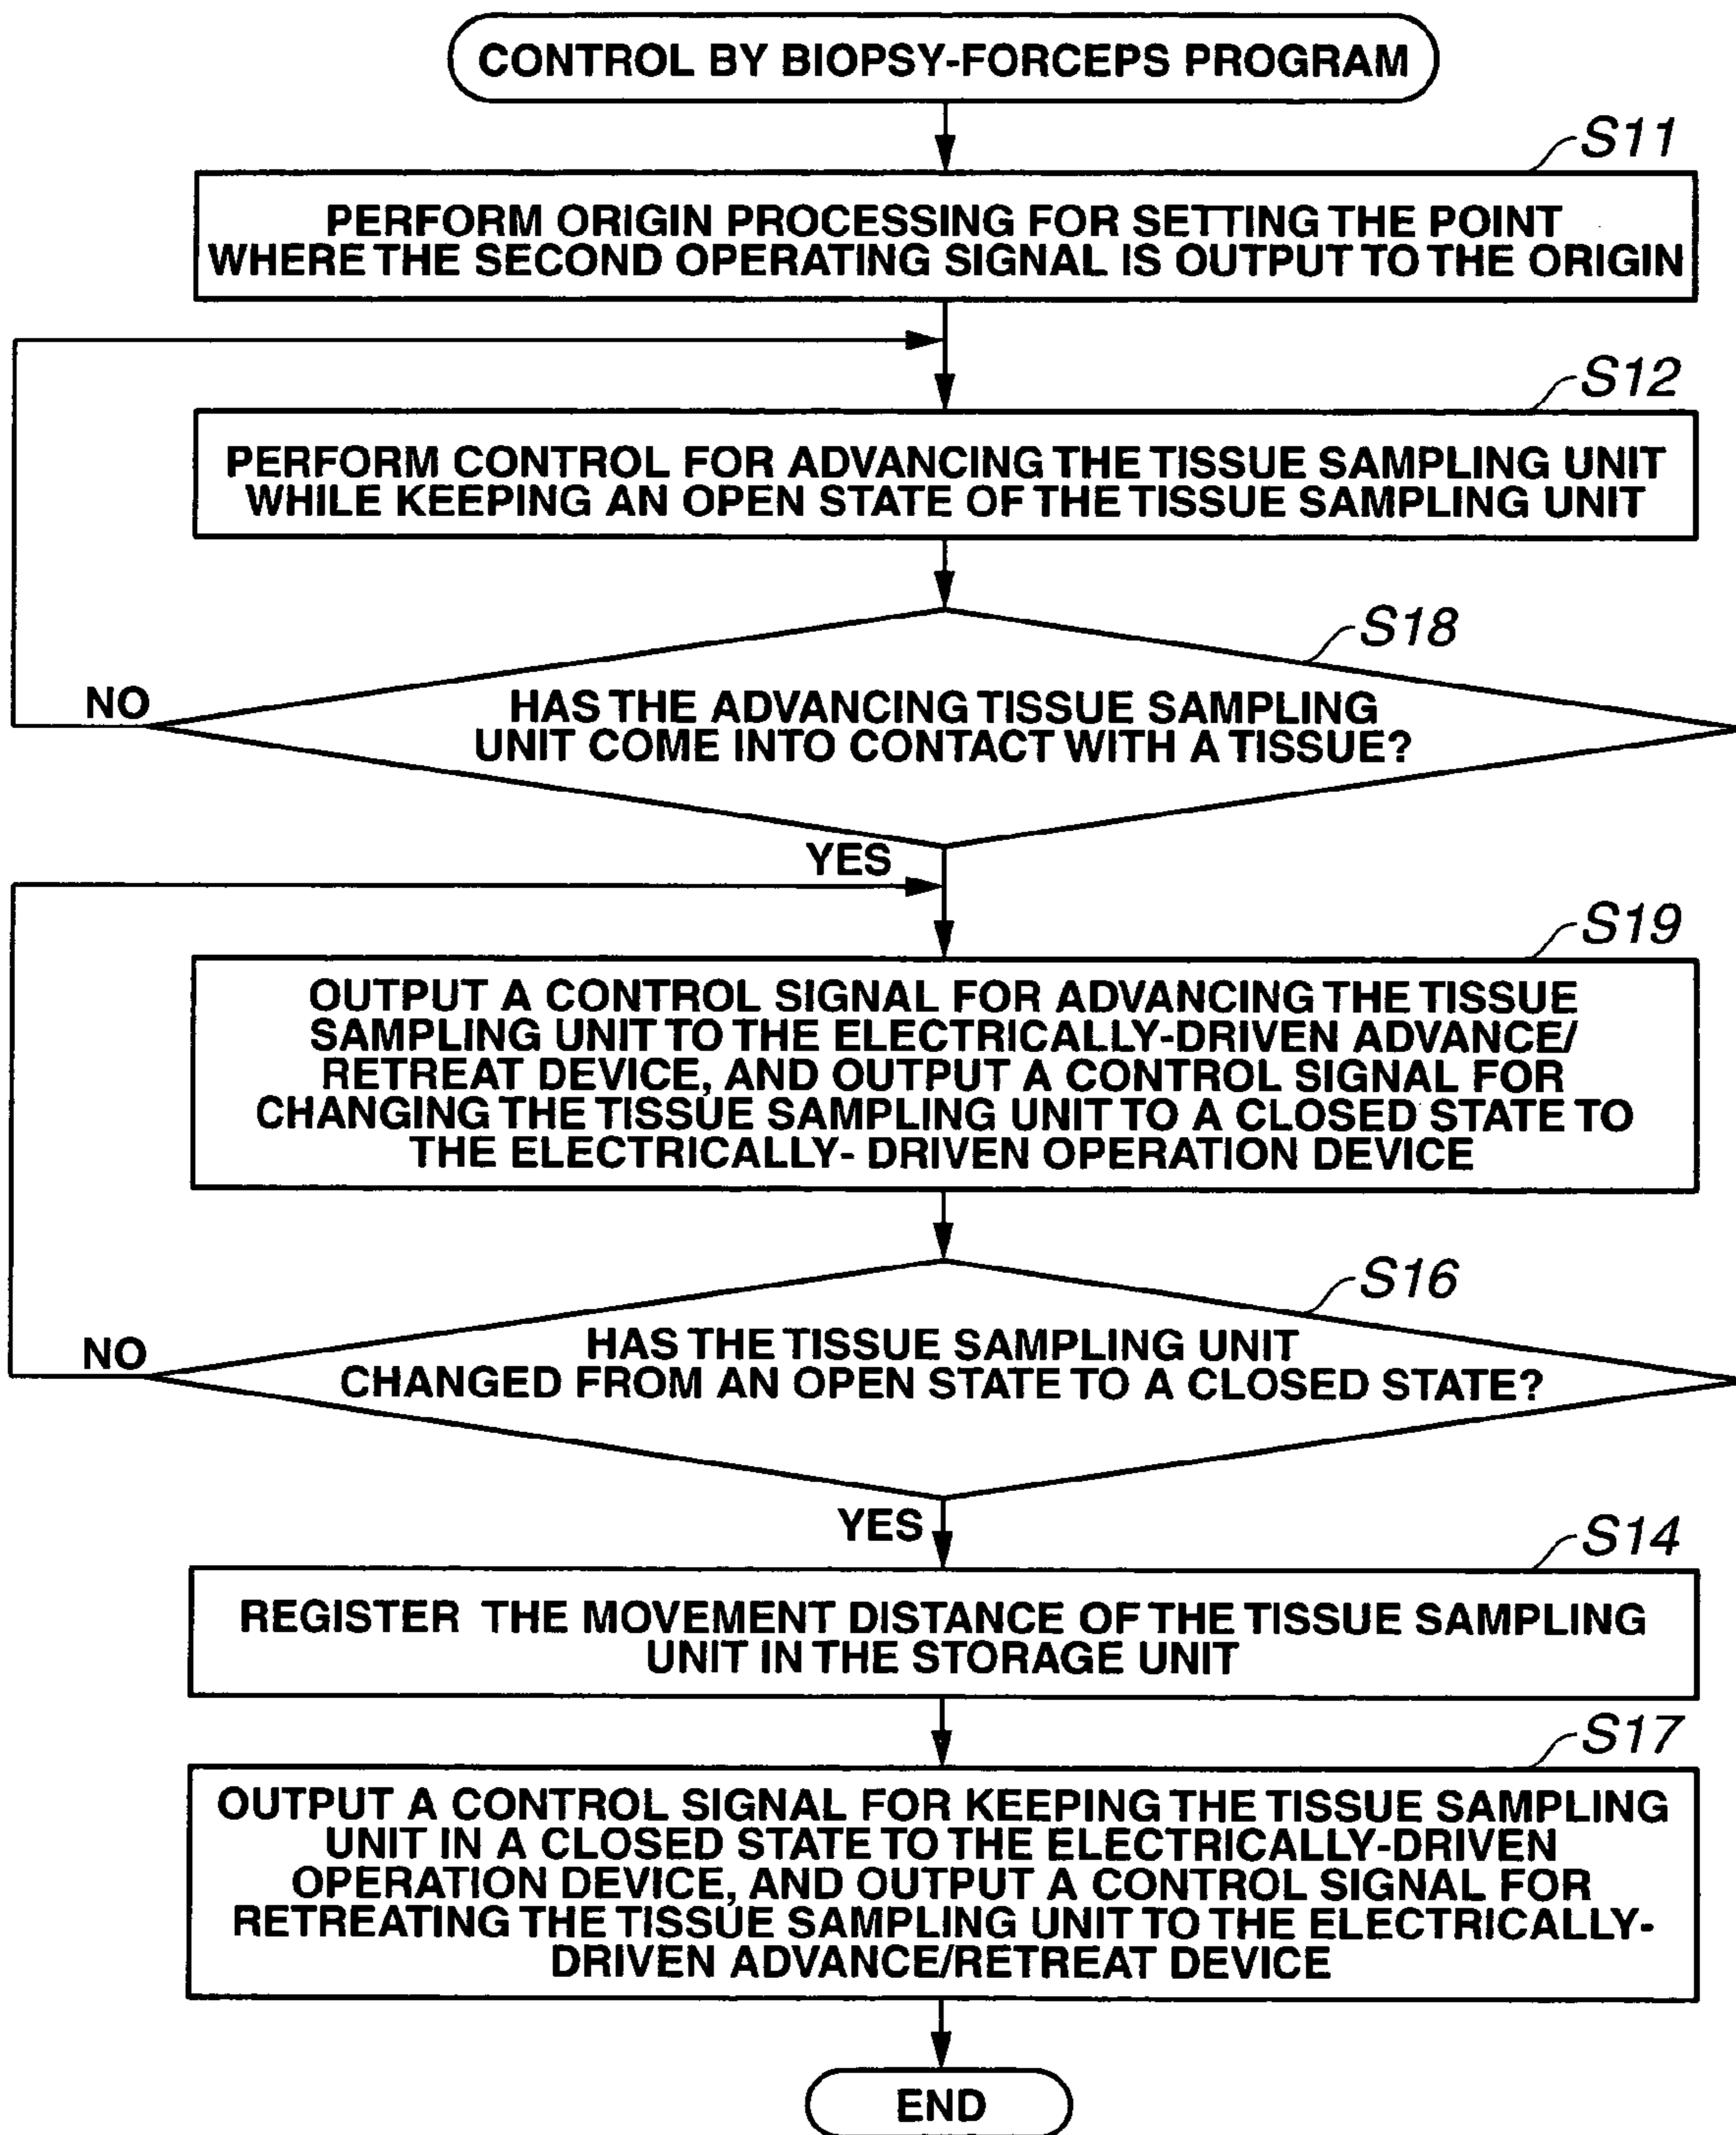 CONTROL BY BIOPSY-FORCEPS PROGRAM
S11
PERFORM ORIGIN PROCESSING FOR SETTING THE POINT
WHERE THE SECOND OPERATING SIGNAL IS OUTPUT TO THE ORIGIN
S12
PERFORM CONTROL FOR ADVANCING THE TISSUE SAMPLING UNIT
WHILE KEEPING AN OPEN STATE OF THE TISSUE SAMPLING UNIT
S18
NO
HAS THE ADVANCING TISSUE SAMPLING
UNIT COME INTO CONTACT WITH A TISSUE?
YES
S19
OUTPUT A CONTROL SIGNAL FOR ADVANCING THE TISSUE
SAMPLING UNIT TO THE ELECTRICALLY-DRIVEN ADVANCE/
RETREAT DEVICE, AND OUTPUT A CONTROL SIGNAL FOR
CHANGING THE TISSUE SAMPLING UNIT TO A CLOSED STATE TO
THE ELECTRICALLY- DRIVEN OPERATION DEVICE
S16
NO
HAS THE TISSUE SAMPLING UNIT
CHANGED FROM AN OPEN STATE TO A CLOSED STATE?
YES
S14
REGISTER THE MOVEMENT DISTANCE OF THE TISSUE SAMPLING
UNIT IN THE STORAGE UNIT
S17
OUTPUT A CONTROL SIGNAL FOR KEEPING THE TISSUE SAMPLING
UNIT IN A CLOSED STATE TO THE ELECTRICALLY-DRIVEN
OPERATION DEVICE, AND OUTPUT A CONTROL SIGNAL FOR
RETREATING THE TISSUE SAMPLING UNIT TO THE ELECTRICALLY-
DRIVEN ADVANCE/RETREAT DEVICE
END